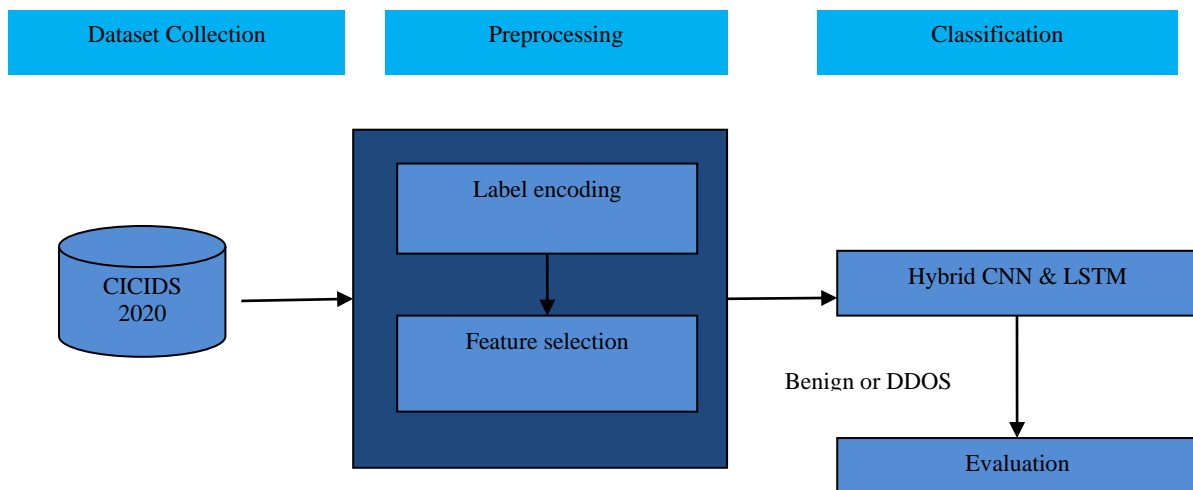 Dataset Collection
Preprocessing
Classification
Label encoding
CICIDS
2020
Feature selection
Hybrid CNN & LSTM
Benign or DDOS
Evaluation